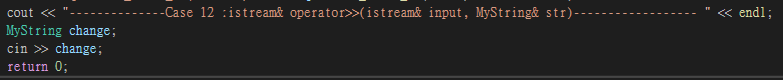 cout << "--------------Case 12 :istream& operator>>(istream& input, MyString& str)------------------ " << endl;
MyString change;
cin >> change;
return 0;